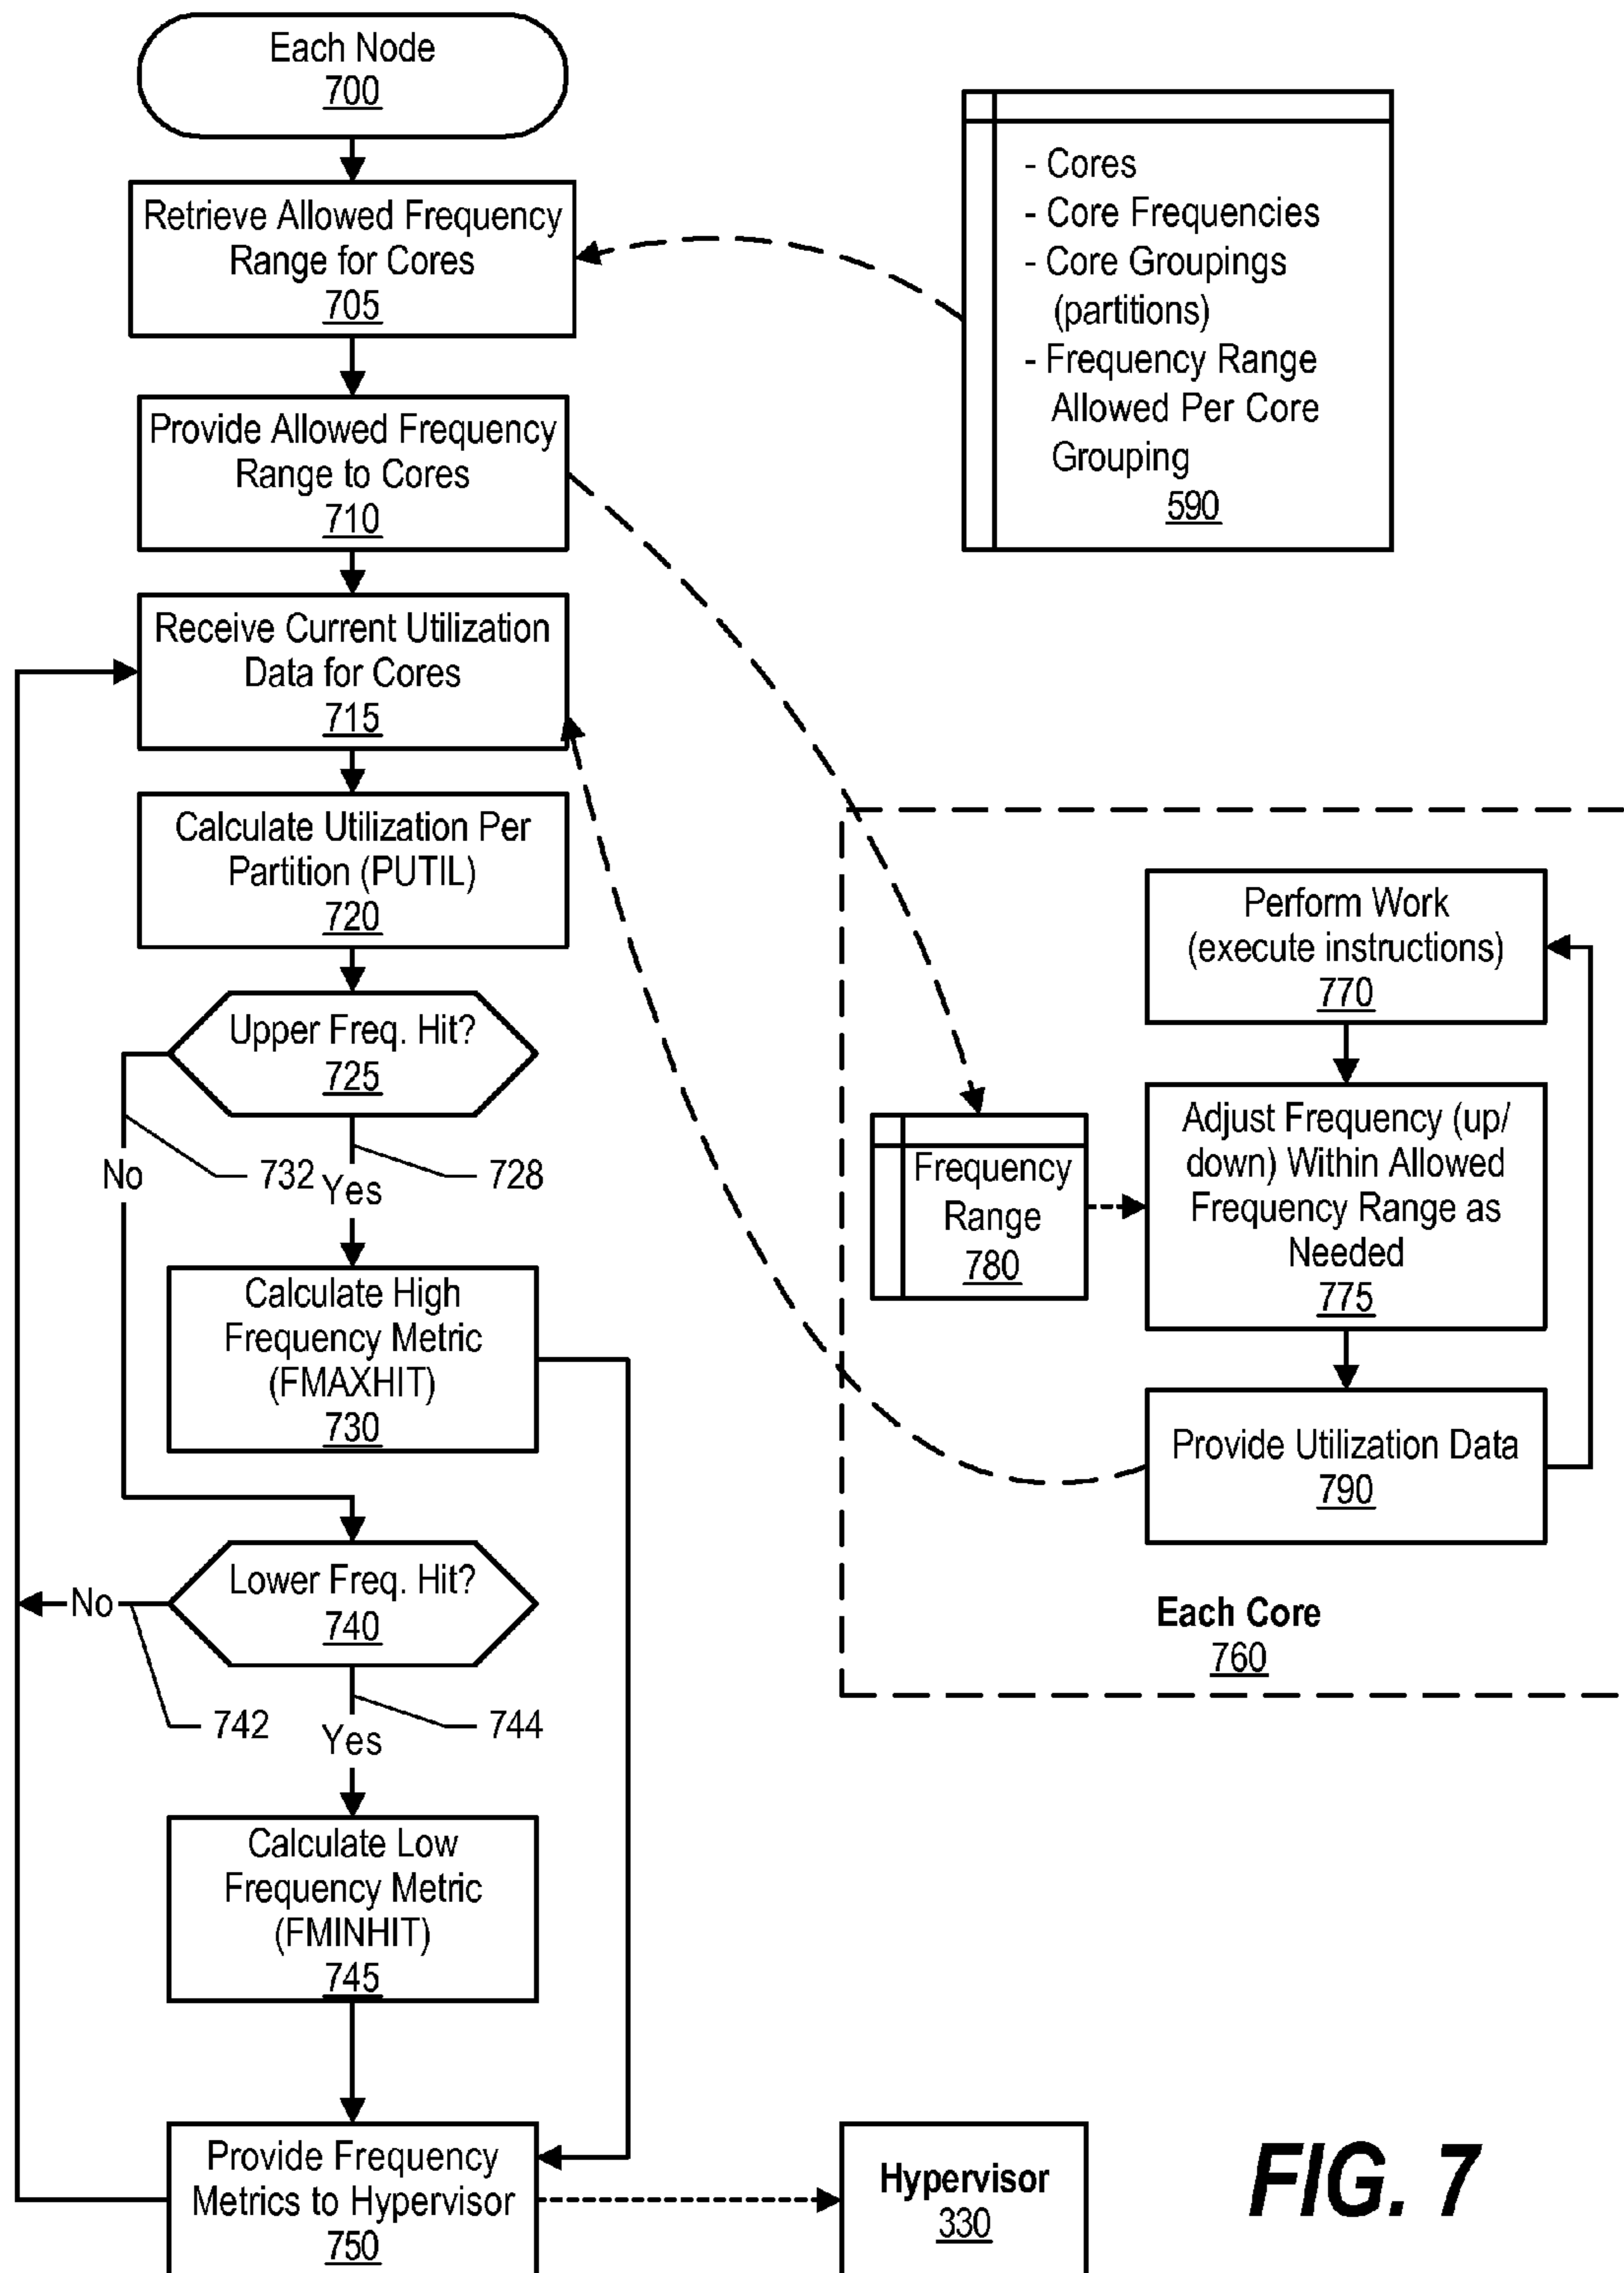 Each Node
700
Retrieve Allowed Frequency
Range for Cores
705
Provide Allowed Frequency
Range to Cores
710
Receive Current Utilization
Data for Cores
715
Calculate Utilization Per
Partition (PUTIL)
720
Upper Freq. Hit?
725
No
732
Yes
728
Calculate High
Frequency Metric
(FMAXHIT)
730
Lower Freq. Hit?
740
No
742
Yes
744
Calculate Low
Frequency Metric
(FMINHIT)
745
Provide Frequency
Metrics to Hypervisor
750
- Cores
- Core Frequencies
- Core Groupings
(partitions)
- Frequency Range
Allowed Per Core
Grouping
590
Perform Work
(execute instructions)
770
Frequency
Range
780
Adjust Frequency (up/
down) Within Allowed
Frequency Range as
Needed
775
Provide Utilization Data
790
Each Core
760
Hypervisor
330
FIG. 7